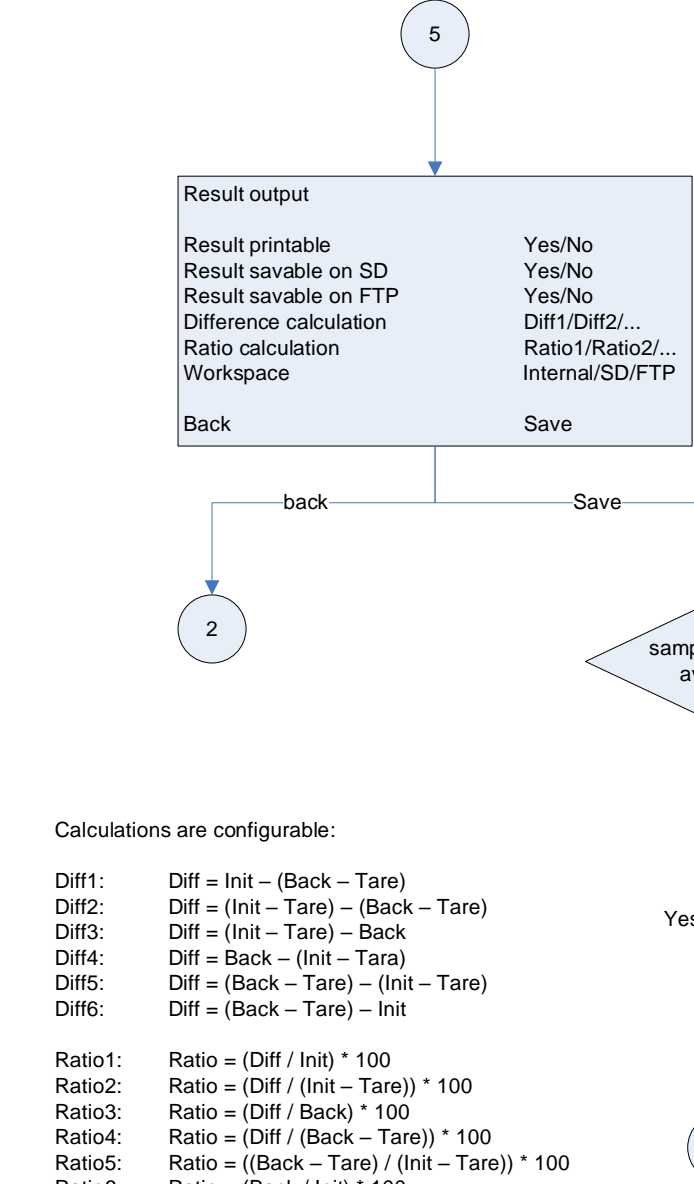 5
Result output
Result printable Yes/No
Result savable on SD Yes/No
Result savable on FTP Yes/No
Difference calculation Diff1/Diff2/...
Ratio calculation Ratio1/Ratio2/...
Workspace Internal/SD/FTP
Back Save
back Save
2
Calculations are configurable:
Diff1: Diff = Init – (Back – Tare)
Diff2: Diff = (Init – Tare) – (Back – Tare)
Diff3: Diff = (Init – Tare) – Back
Diff4: Diff = Back – (Init – Tara)
Diff5: Diff = (Back – Tare) – (Init – Tare)
Diff6: Diff = (Back – Tare) – Init
Yes
Ratio1: Ratio = (Diff / Init) * 100
Ratio2: Ratio = (Diff / (Init – Tare)) * 100
Ratio3: Ratio = (Diff / Back) * 100
Ratio4: Ratio = (Diff / (Back – Tare)) * 100
Ratio5: Ratio = ((Back – Tare) / (Init – Tare)) * 100